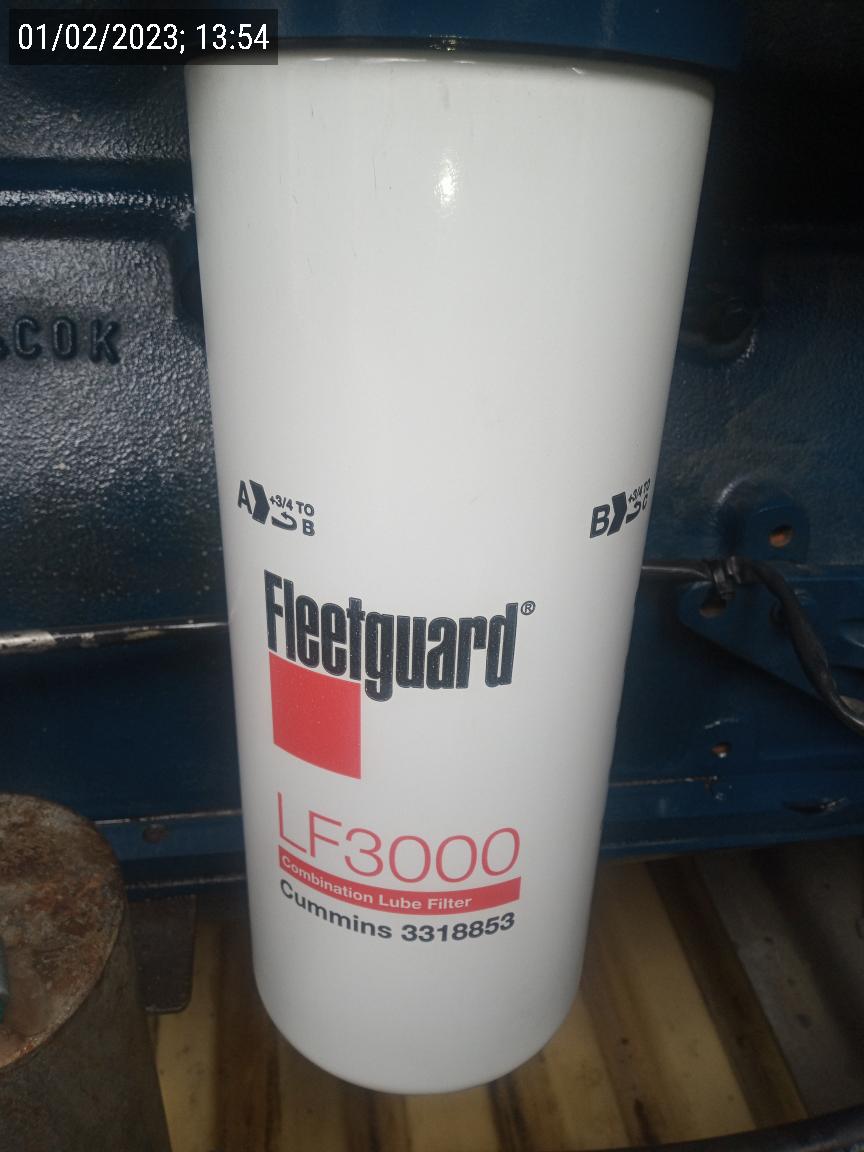 01/02/2023; 13:54
COK
A +3/4 TO B
B +3/4 TO C
Fleetguard®
LF3000
Combination Lube Filter
Cummins 3318853